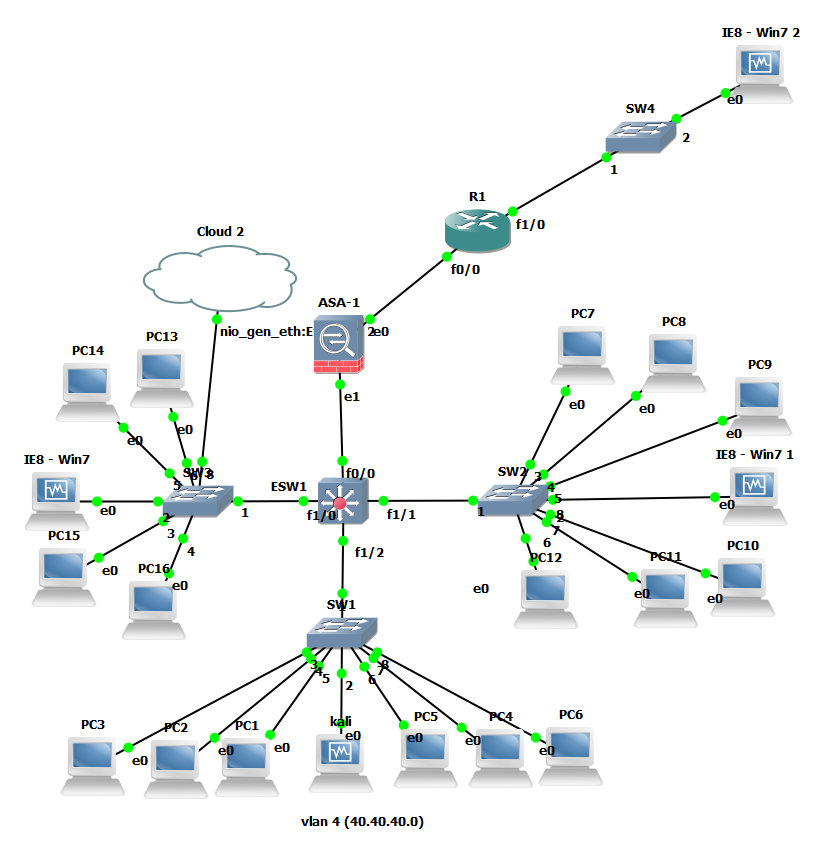 IE8 - Win7 2
e0
SW4
2
1
R1
f1/0
f0/0
Cloud 2
nio_gen_eth:E
ASA-1
2
e0
e1
PC14
PC13
e0
e0
PC7
PC8
PC9
e0
e0
e0
IE8 - Win7
e0
SW3
5
8
2
3
4
1
ESW1
f0/0
f1/0
f1/1
f1/2
SW2
1
3
4
5
8
2
7
6
IE8 - Win7 1
e0
PC15
e0
PC16
e0
PC12
e0
PC11
e0
PC10
e0
SW1
3
4
5
2
6
7
8
PC3
e0
PC2
e0
PC1
e0
kali
e0
PC5
e0
PC4
e0
PC6
e0
vlan 4 (40.40.40.0)